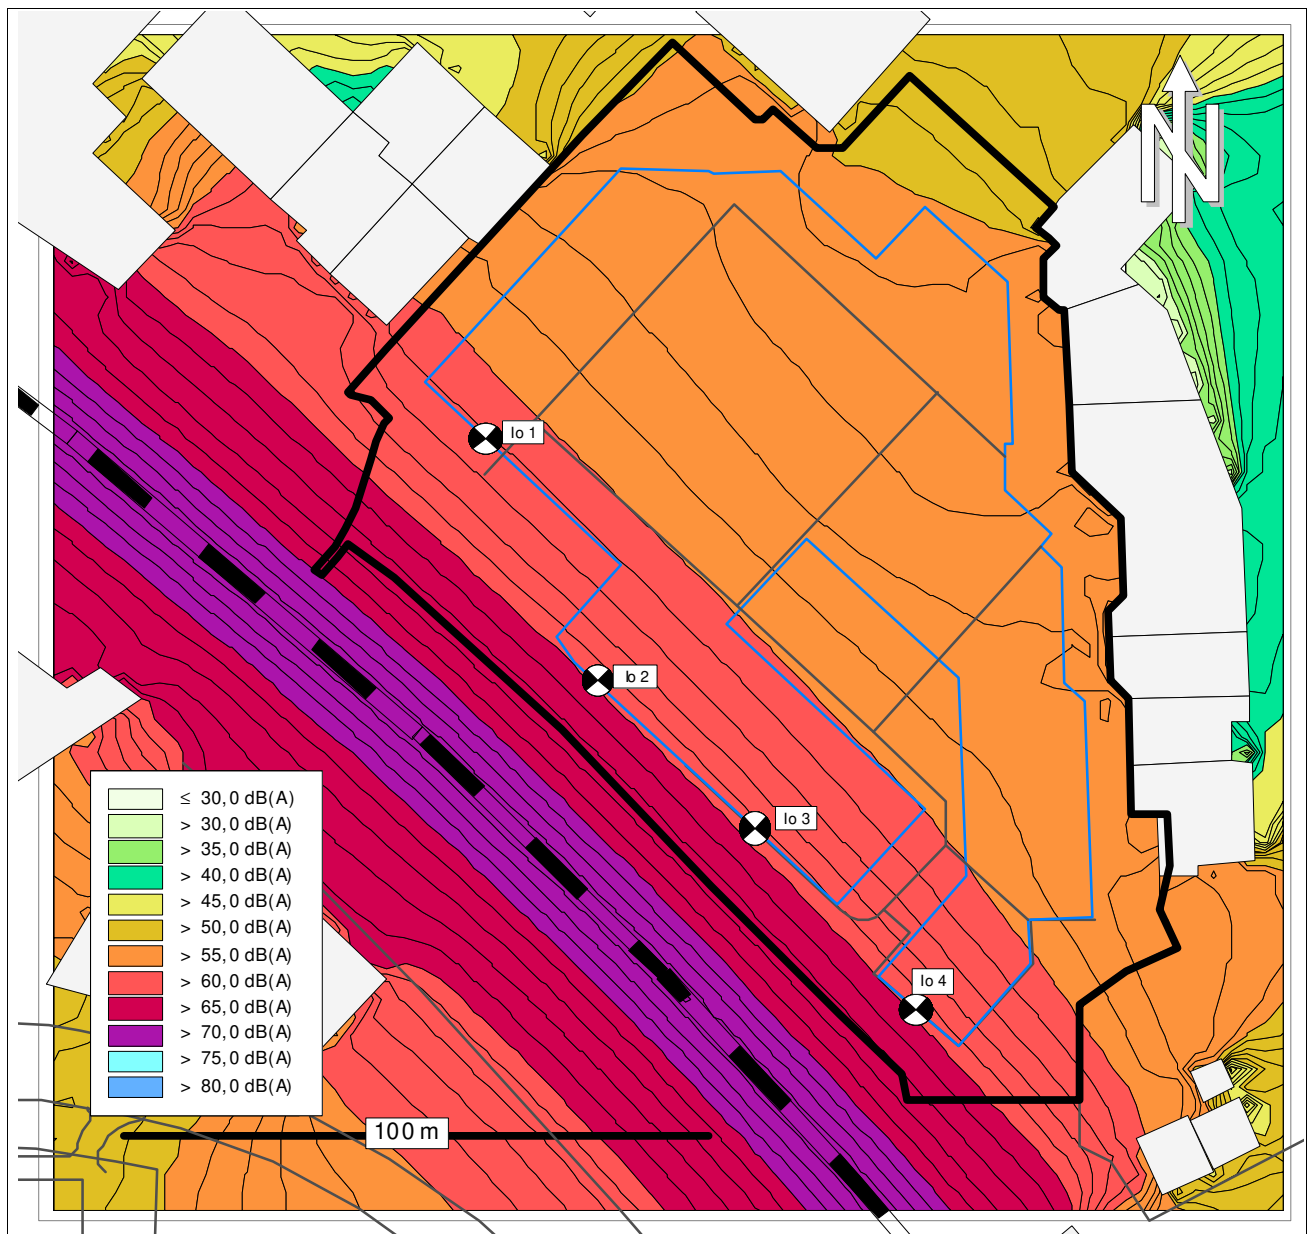 N
Io 1
Io 2
Io 3
Io 4
≤ 30,0 dB(A)
> 30,0 dB(A)
> 35,0 dB(A)
> 40,0 dB(A)
> 45,0 dB(A)
> 50,0 dB(A)
> 55,0 dB(A)
> 60,0 dB(A)
> 65,0 dB(A)
> 70,0 dB(A)
> 75,0 dB(A)
> 80,0 dB(A)
100 m